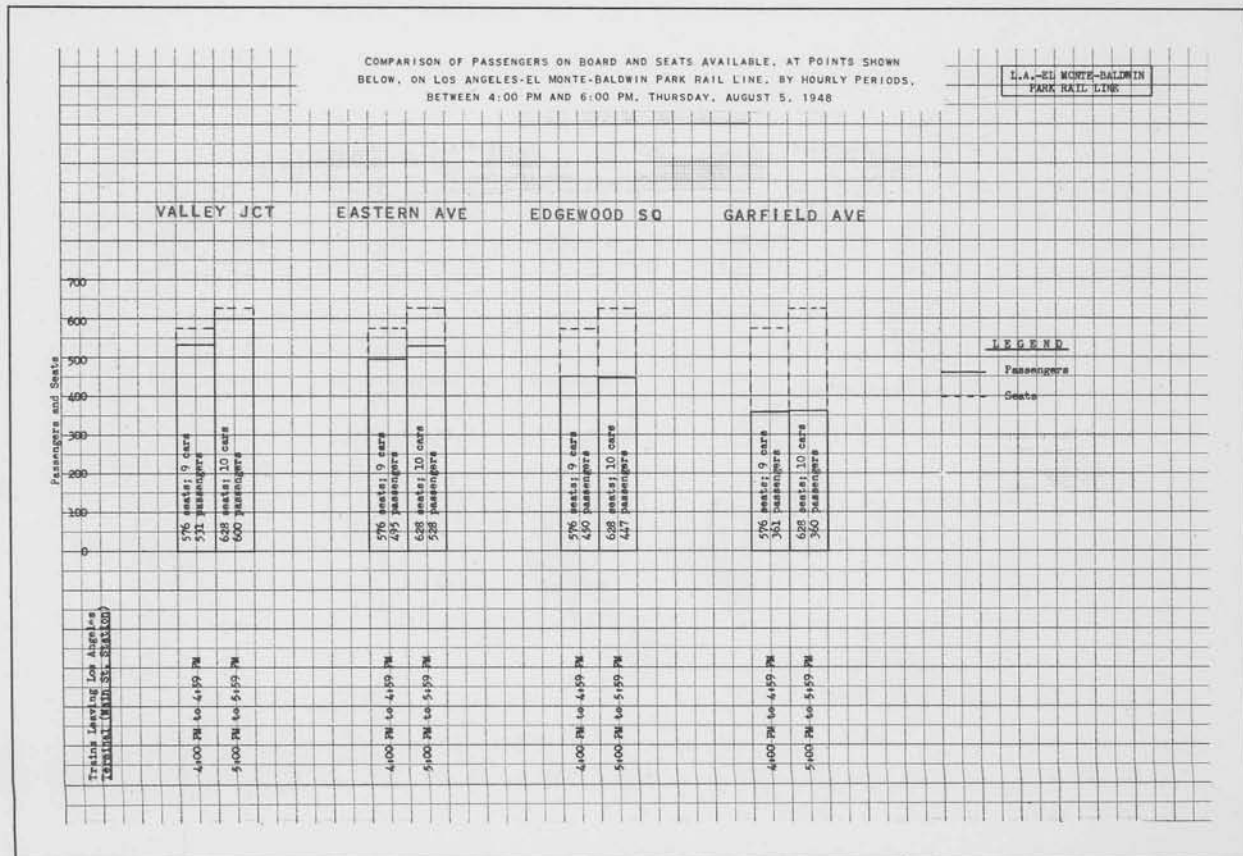 COMPARISON OF PASSENGERS ON BOARD AND SEATS AVAILABLE, AT POINTS SHOWN
BELOW, ON LOS ANGELES-EL MONTE-BALDWIN PARK RAIL LINE, BY HOURLY PERIODS,
BETWEEN 4:00 PM AND 6:00 PM, THURSDAY, AUGUST 5, 1948
L.A.-EL MONTE-BALDWIN
PARK RAIL LINE
VALLEY JCT
EASTERN AVE
EDGEWOOD SQ
GARFIELD AVE
Passengers and Seats
700
600
500
400
300
200
100
0
576 seats; 9 cars
531 passengers
628 seats; 10 cars
600 passengers
576 seats; 9 cars
495 passengers
628 seats; 10 cars
528 passengers
576 seats; 9 cars
450 passengers
628 seats; 10 cars
447 passengers
576 seats; 9 cars
361 passengers
628 seats; 10 cars
360 passengers
LEGEND
Passengers
Seats
Trains Leaving Los Angeles
Terminal (Main St. Station)
4:00 PM to 4:59 PM
5:00 PM to 5:59 PM
4:00 PM to 4:59 PM
5:00 PM to 5:59 PM
4:00 PM to 4:59 PM
5:00 PM to 5:59 PM
4:00 PM to 4:59 PM
5:00 PM to 5:59 PM